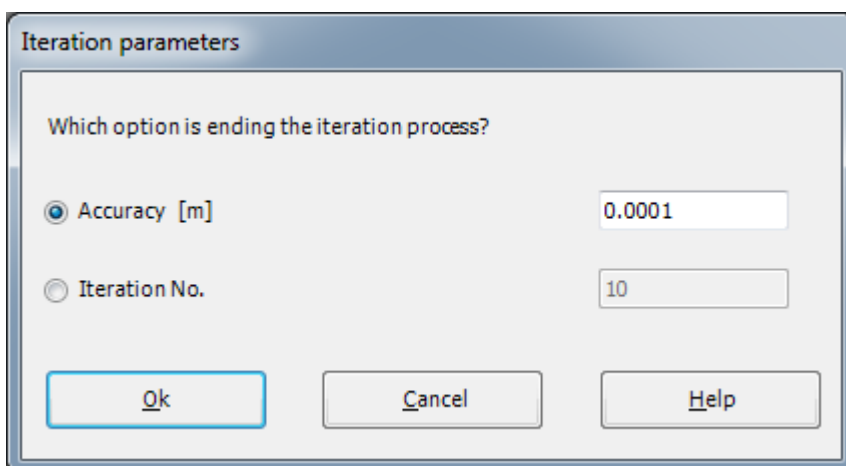 Iteration parameters
Which option is ending the iteration process?
Accuracy [m] 0.0001
Iteration No. 10
Ok Cancel Help